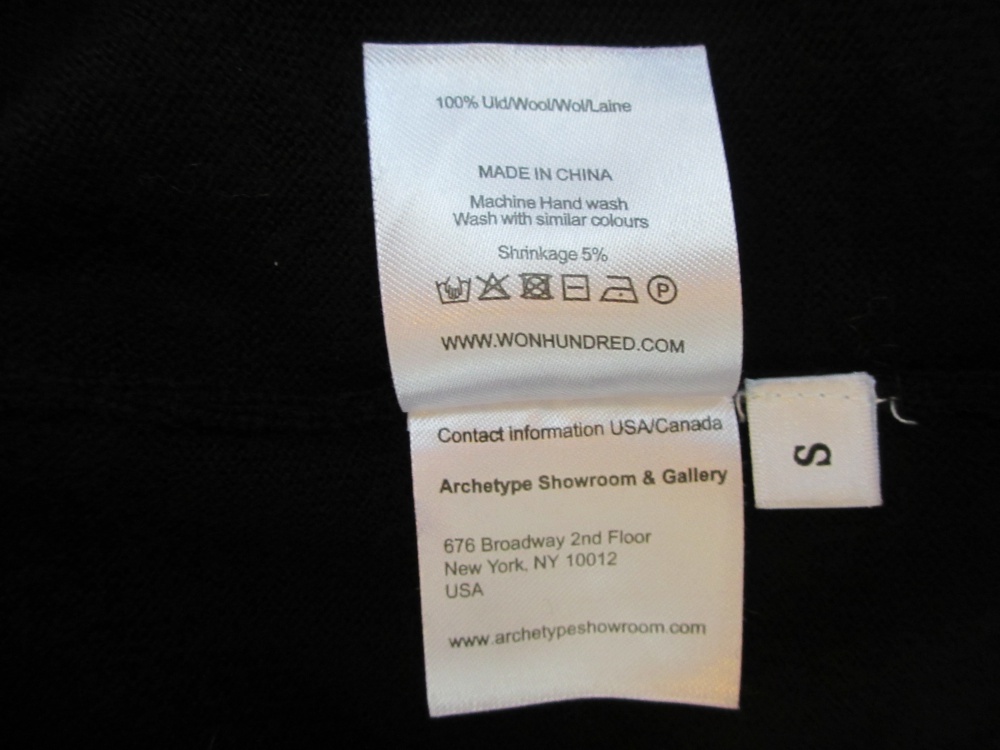 100% Uld/Wool/Wol/Laine
MADE IN CHINA
Machine Hand wash
Wash with similar colours
Shrinkage 5%
P
WWW.WONHUNDRED.COM
Contact information USA/Canada
Archetype Showroom & Gallery
676 Broadway 2nd Floor
New York, NY 10012
USA
www.archetypeshowroom.com
S